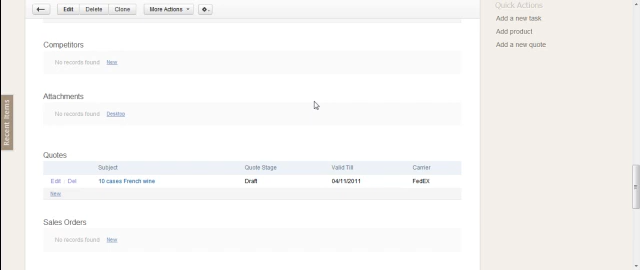 Edit Delete Clone More Actions
Quick Actions
Add a new task
Add product
Add a new quote
Competitors
No records found New
Attachments
No records found Desktop
Recent Items
Quotes
Subject Quote Stage Valid Till Carrier
Edit | Del 10 cases French wine Draft 04/11/2011 FedEX
New
Sales Orders
No records found New